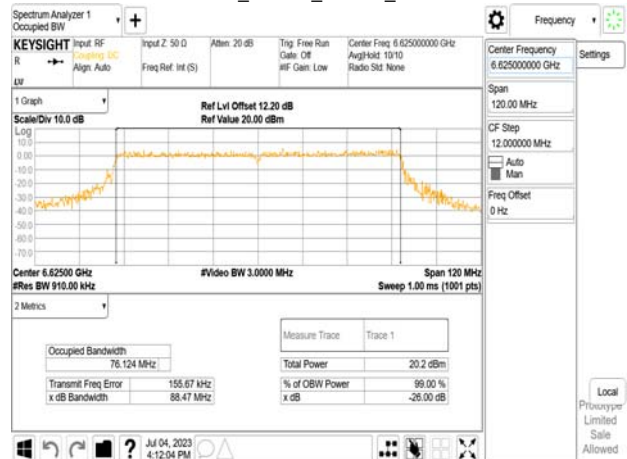 Spectrum Analyzer 1
Occupied BW
Frequency
KEYSIGHT
R
LXI
Input: RF
Coupling: DC
Align: Auto
Input Z: 50 Ω
Freq Ref: Int (S)
Atten: 20 dB
Trig: Free Run
Gate: Off
#IF Gain: Low
Center Freq: 6.625000000 GHz
Avg|Hold: 10/10
Radio Std: None
1 Graph
Scale/Div 10.0 dB
Ref Lvl Offset 12.20 dB
Ref Value 20.00 dBm
Log
10.0
0.00
-10.0
-20.0
-30.0
-40.0
-50.0
-60.0
-70.0
Center 6.62500 GHz
#Video BW 3.0000 MHz
Span 120 MHz
#Res BW 910.00 kHz
Sweep 1.00 ms (1001 pts)
2 Metrics
Measure Trace Trace 1
Occupied Bandwidth
76.124 MHz
Total Power 20.2 dBm
Transmit Freq Error 155.67 kHz
% of OBW Power 99.00 %
x dB Bandwidth 88.47 MHz
x dB -26.00 dB
Center Frequency
6.625000000 GHz
Settings
Span
120.00 MHz
CF Step
12.000000 MHz
Auto
Man
Freq Offset
0 Hz
Local
Prototype
Limited
Sale
Allowed
?
Jul 04, 2023
4:12:04 PM